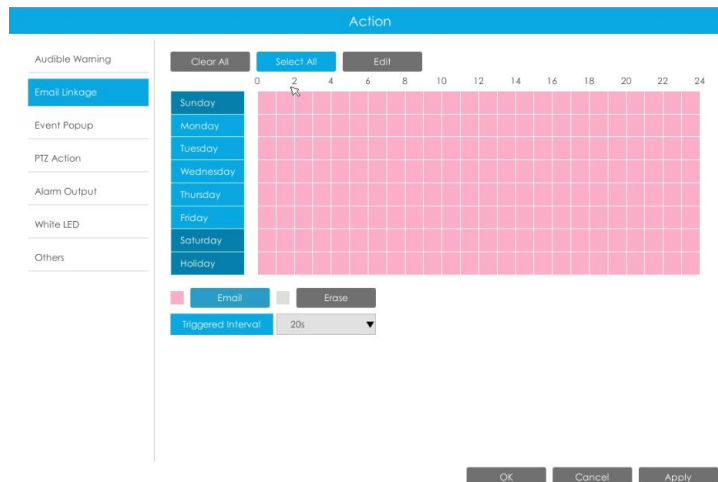 Action
Audible Warning
Email Linkage
Event Popup
PTZ Action
Alarm Output
White LED
Others
Clear All Select All Edit
0 2 4 6 8 10 12 14 16 18 20 22 24
Sunday
Monday
Tuesday
Wednesday
Thursday
Friday
Saturday
Holiday
Email Erase
Triggered Interval 20s
OK Cancel Apply